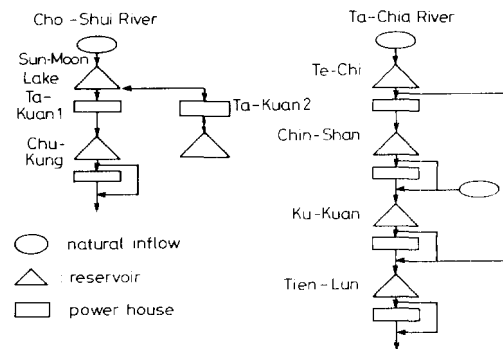 Cho-Shui River
Sun-Moon
Lake
Ta-
Kuan 1
Ta-Kuan 2
Chu-
Kung
natural inflow
: reservoir
power house
Ta-Chia River
Te-Chi
Chin-Shan
Ku-Kuan
Tien-Lun